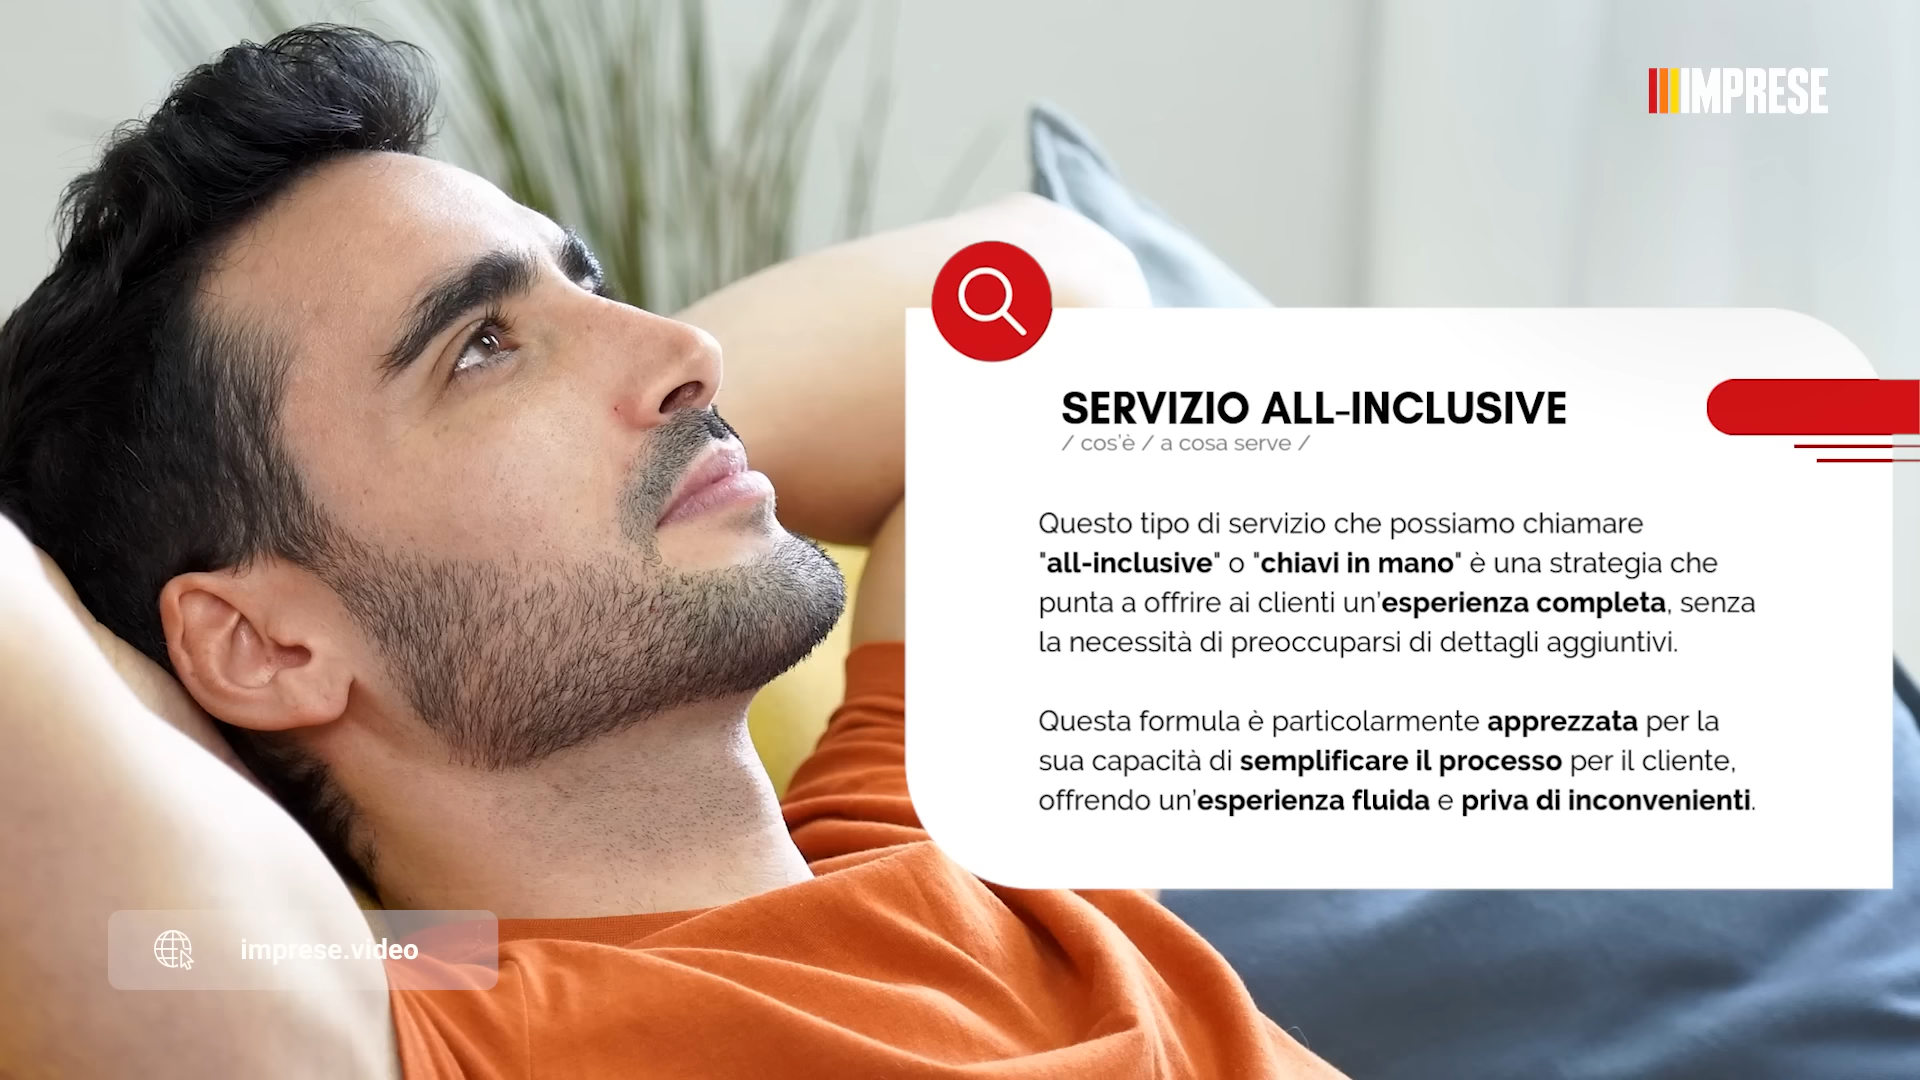 IMPRESE
SERVIZIO ALL-INCLUSIVE
/ cos'è / a cosa serve /
Questo tipo di servizio che possiamo chiamare
"all-inclusive" o "chiavi in mano" è una strategia che
punta a offrire ai clienti un'esperienza completa, senza
la necessità di preoccuparsi di dettagli aggiuntivi.
Questa formula è particolarmente apprezzata per la
sua capacità di semplificare il processo per il cliente,
offrendo un'esperienza fluida e priva di inconvenienti.
imprese.video